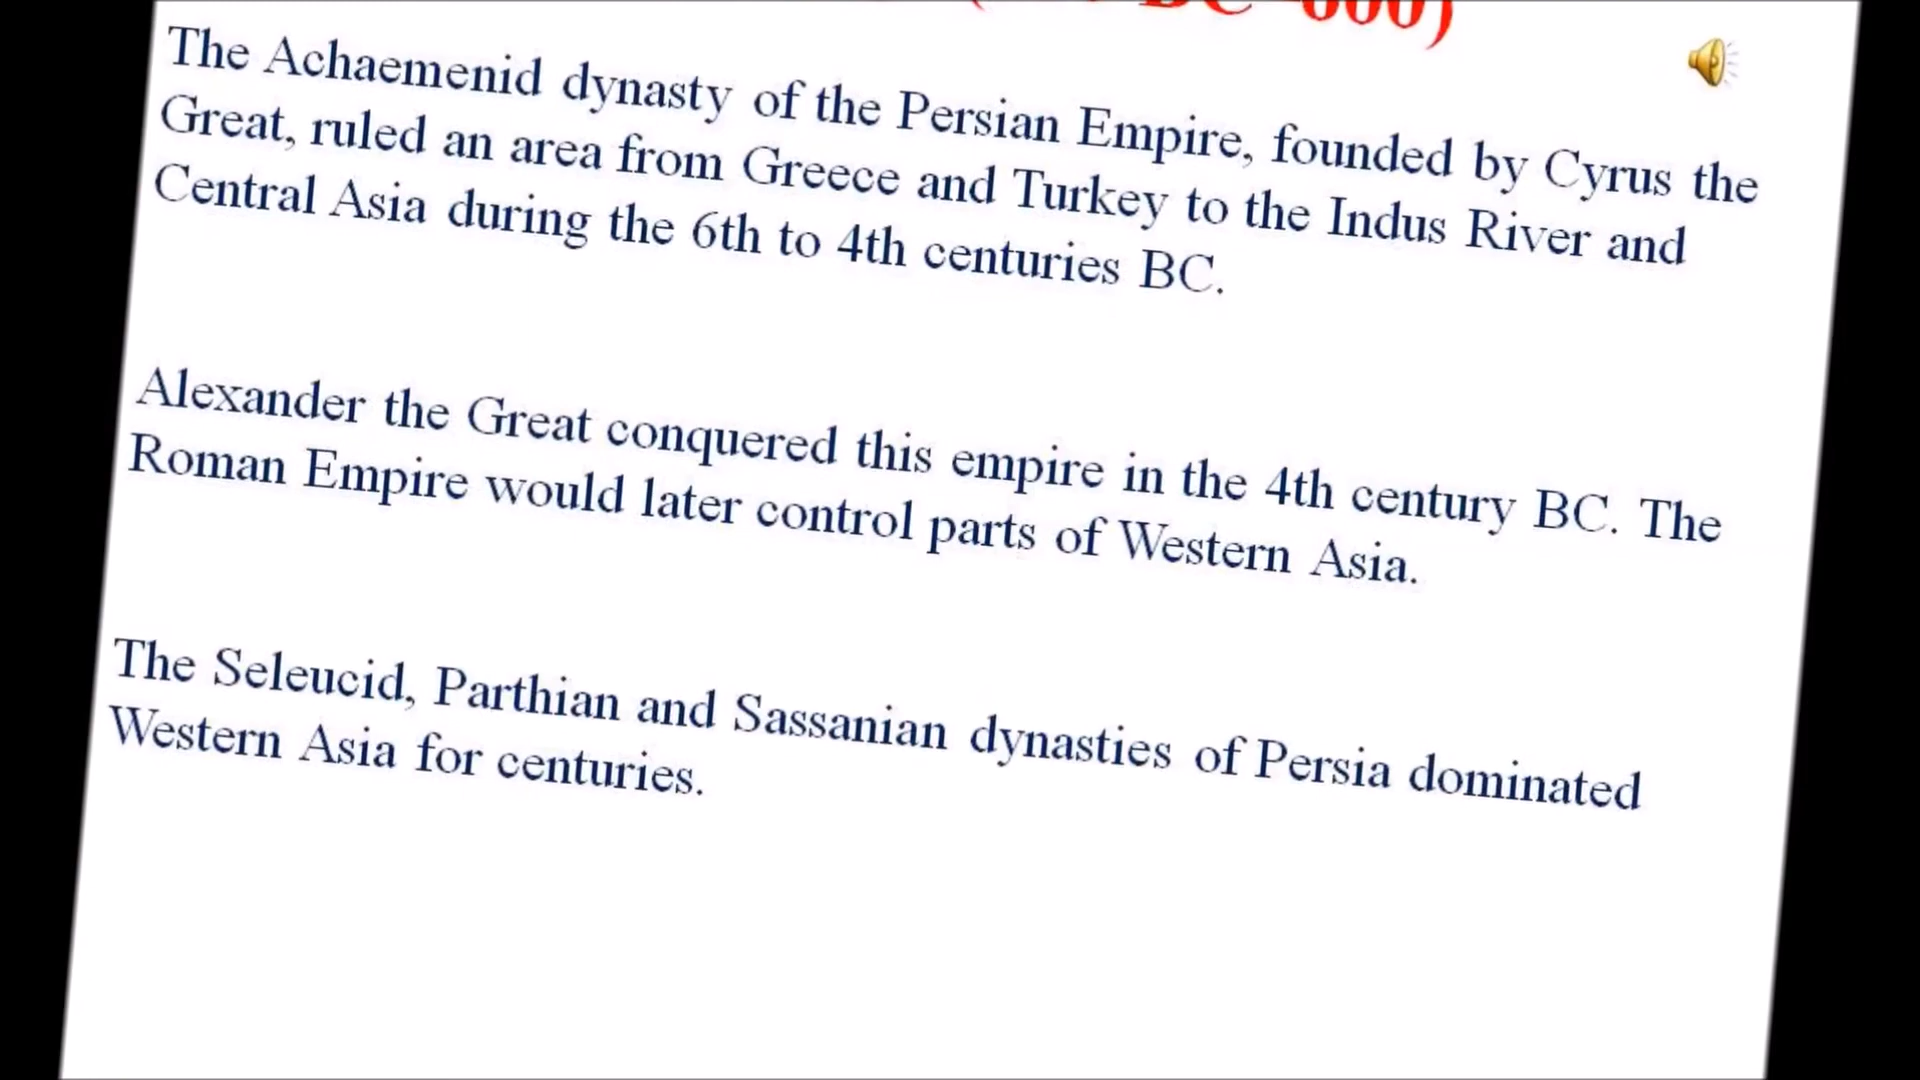 BC–600)
The Achaemenid dynasty of the Persian Empire, founded by Cyrus the
Great, ruled an area from Greece and Turkey to the Indus River and
Central Asia during the 6th to 4th centuries BC.
Alexander the Great conquered this empire in the 4th century BC. The
Roman Empire would later control parts of Western Asia.
The Seleucid, Parthian and Sassanian dynasties of Persia dominated
Western Asia for centuries.